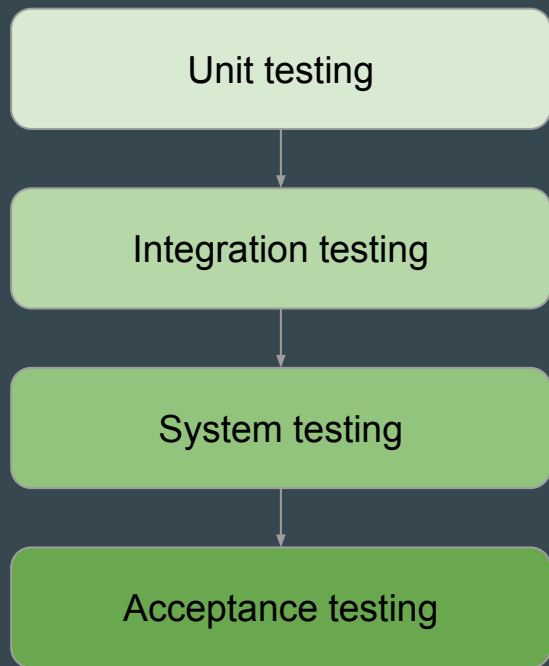 Unit testing
Integration testing
System testing
Acceptance testing